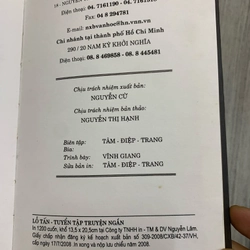 Điện thoại: 04. 7161190 - 04. 7161
Fax: 04 8 294781
E-mail: nxbvanhoc@hn.vnn.vn
Chi nhánh tại thành phố Hồ Chí Minh
290 / 20 NAM KỲ KHỞI NGHĨA
Điện thoại: 08. 8 469858 - 08. 8 4834
Chịu trách nhiệm xuất bản:
NGUYỄN CỪ
Chịu trách nhiệm bản thảo:
NGUYỄN THỊ HẠNH
Biên tập: TÂM - ĐIỆP - TRANG
Bìa:
Trình bày: VĨNH GIANG
Sửa bản in: TÂM - ĐIỆP - TRANG
LỖ TẤN - TUYỂN TẬP TRUYỆN NGẮN
In 1200 cuốn, khổ 13,5 x 20,5cm tại Công ty TNHH in - TM & DV Nguyễn Lâm.
Giấy chấp nhận đăng ký kế hoạch xuất bản số 309-2008/CXB/42-37/VH,
cấp ngày 17/7/2008. In xong và nộp lưu chiểu năm 2008.